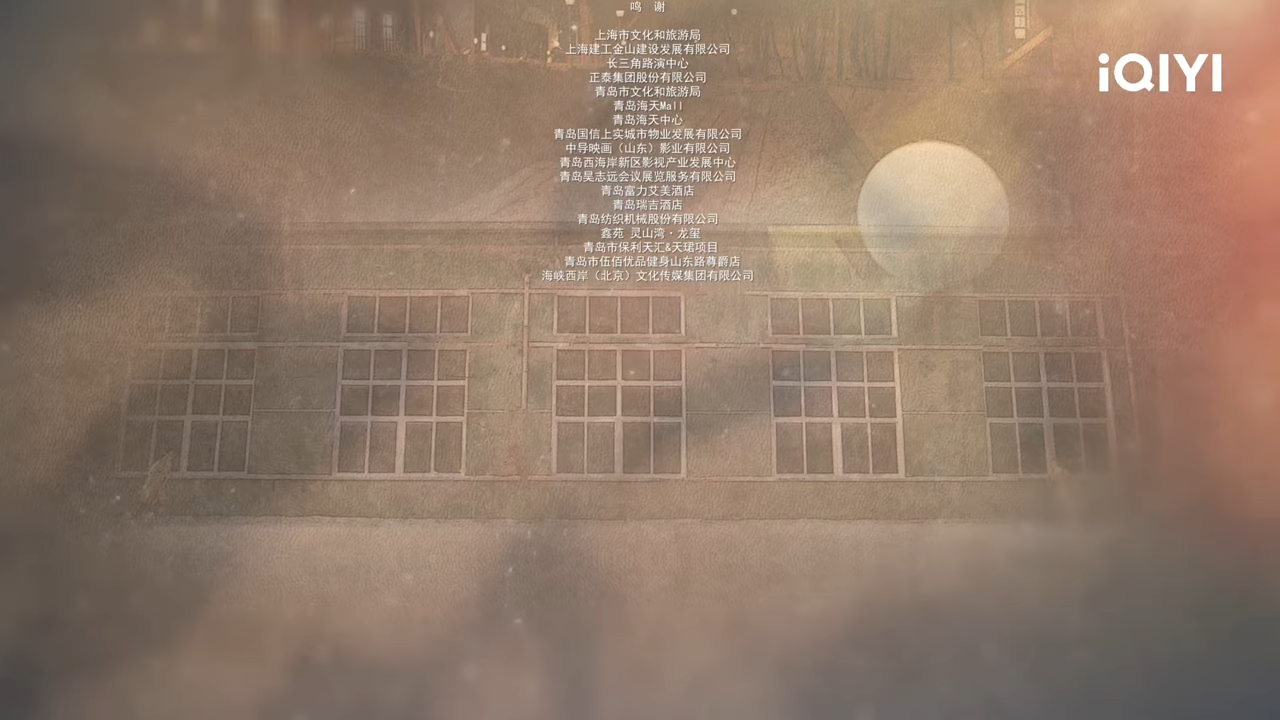 鸣 谢
上海市文化和旅游局
上海建工金山建设发展有限公司
长三角路演中心
正泰集团股份有限公司
青岛市文化和旅游局
青岛海天Mall
青岛海天中心
青岛国信上实城市物业发展有限公司
中导映画（山东）影业有限公司
青岛西海岸新区影视产业发展中心
青岛昊志远会议展览服务有限公司
青岛富力艾美酒店
青岛瑞吉酒店
青岛纺织机械股份有限公司
鑫苑 灵山湾·龙玺
青岛市保利天汇&天珺项目
青岛市伍佰优品健身山东路尊爵店
海峡西岸（北京）文化传媒集团有限公司
iQIYI